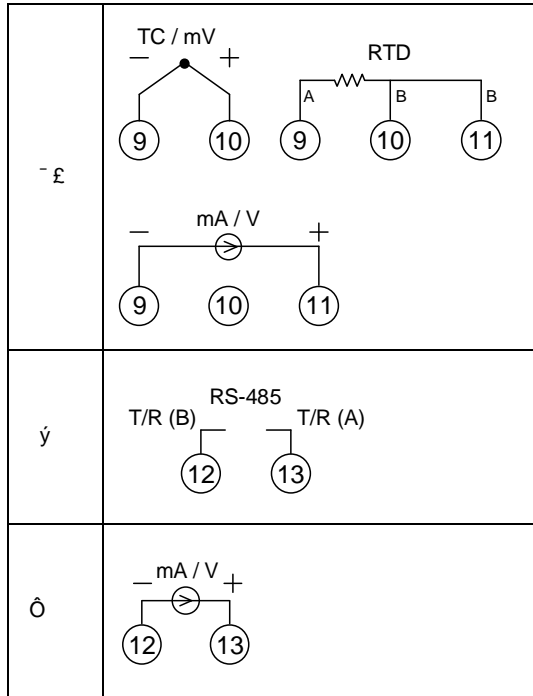 TC / mV
− +
RTD
A B B
9 10 9 10 11
¯ £
mA / V
− +
9 10 11
RS-485
T/R (B) T/R (A)
ý
12 13
mA / V
− +
Ô
12 13